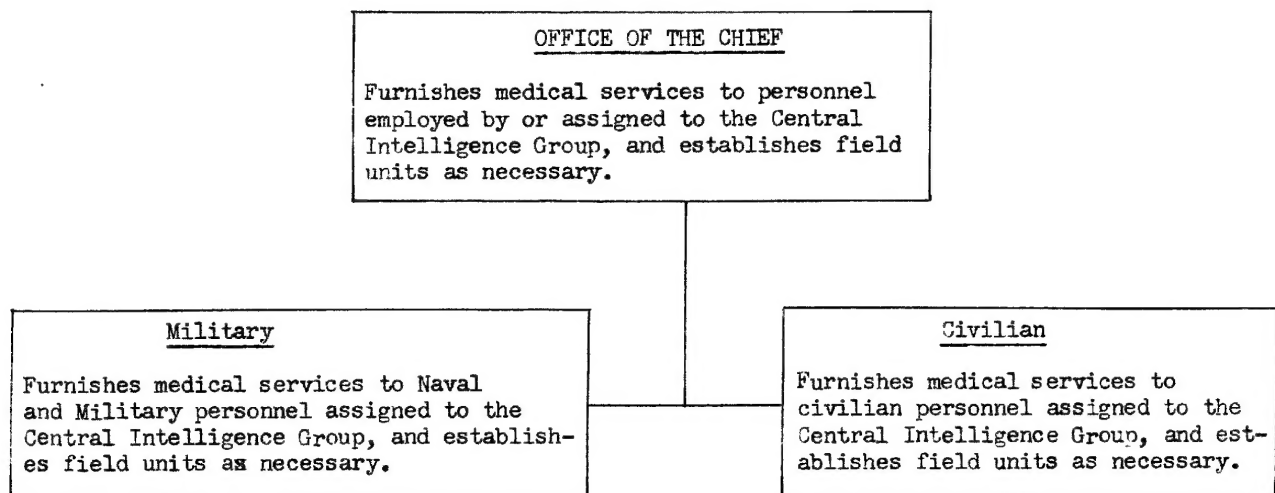 OFFICE OF THE CHIEF
Furnishes medical services to personnel
employed by or assigned to the Central
Intelligence Group, and establishes field
units as necessary.
Military
Furnishes medical services to Naval
and Military personnel assigned to the
Central Intelligence Group, and establish-
es field units as necessary.
Civilian
Furnishes medical services to
civilian personnel assigned to the
Central Intelligence Group, and est-
ablishes field units as necessary.